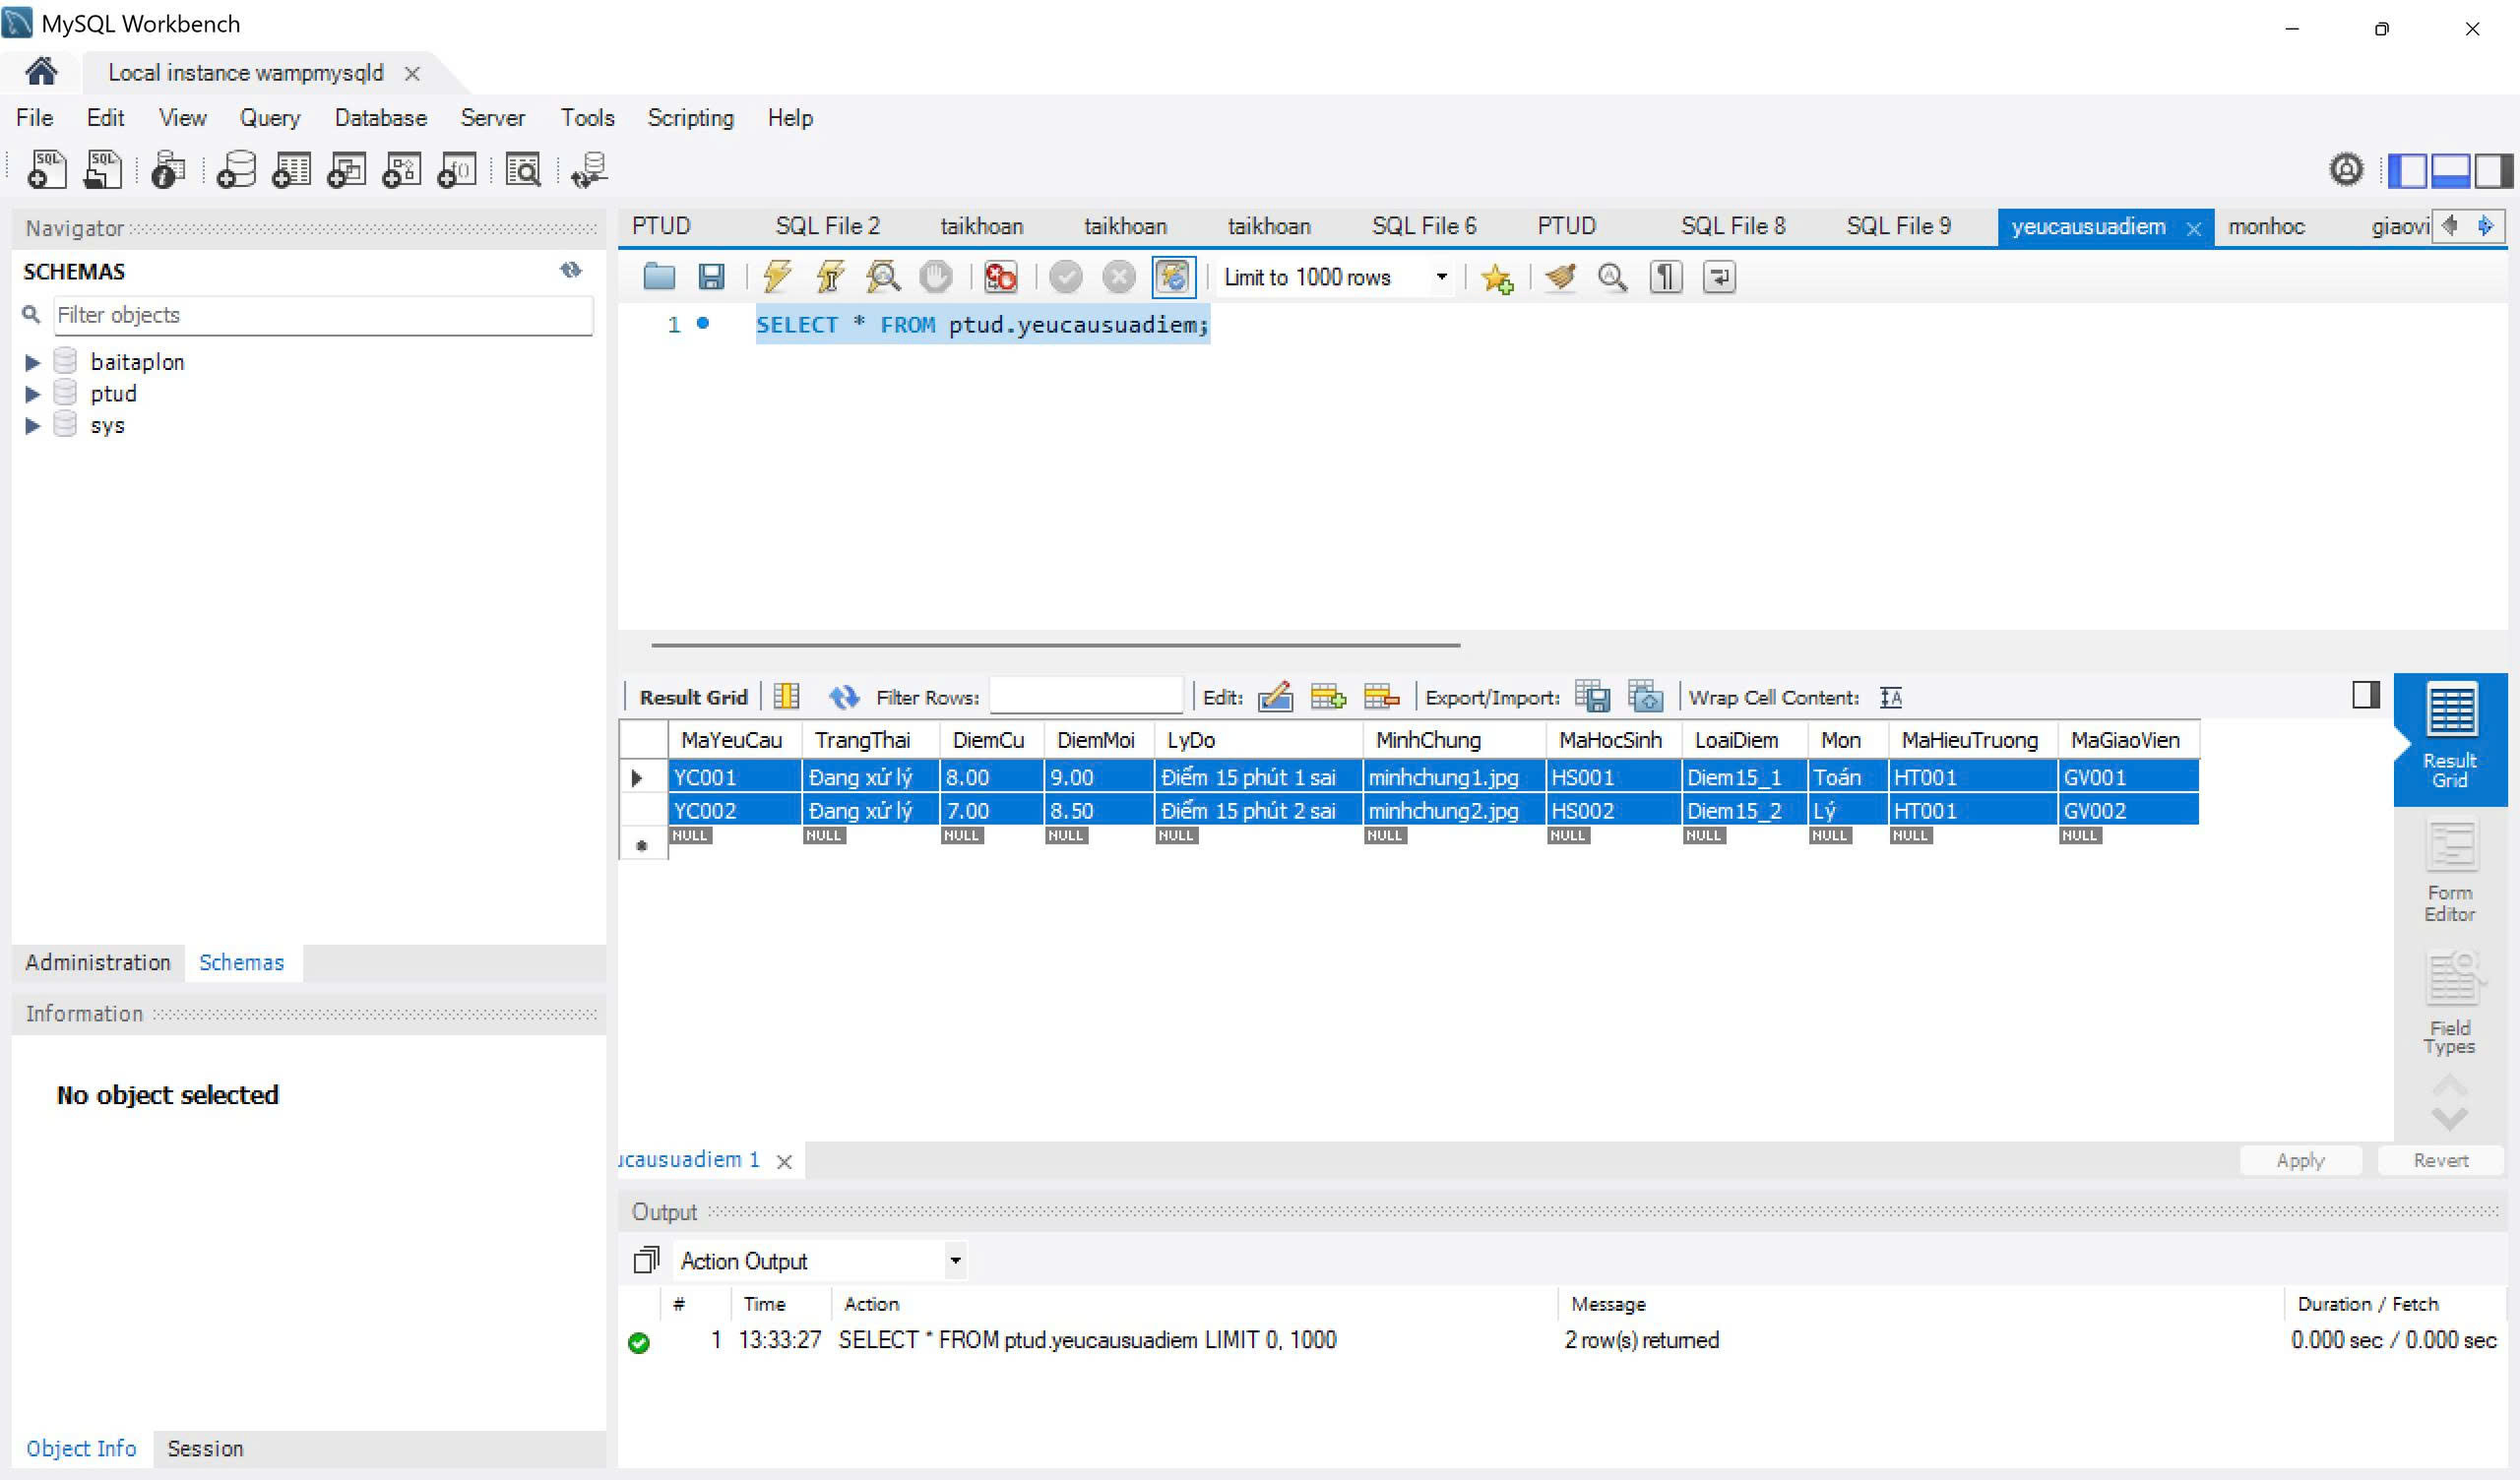 MySQL Workbench
Local instance wampmysqld
File Edit View Query Database Server Tools Scripting Help
Navigator
SCHEMAS
Filter objects
baitaplon
ptud
sys
Administration Schemas
Information
No object selected
Object Info Session
PTUD SQL File 2 taikhoan taikhoan taikhoan SQL File 6 PTUD SQL File 8 SQL File 9 yeucausuadiem monhoc giaovi
Limit to 1000 rows
1 SELECT * FROM ptud.yeucausuadiem;
Result Grid Filter Rows: Edit: Export/Import: Wrap Cell Content:
MaYeuCau TrangThai DiemCu DiemMoi LyDo MinhChung MaHocSinh LoaiDiem Mon MaHieuTruong MaGiaoVien
YC001 Đang xử lý 8.00 9.00 Điểm 15 phút 1 sai minhchung1.jpg HS001 Diem15_1 Toán HT001 GV001
YC002 Đang xử lý 7.00 8.50 Điểm 15 phút 2 sai minhchung2.jpg HS002 Diem15_2 Lý HT001 GV002
NULL NULL NULL NULL NULL NULL NULL NULL NULL NULL NULL
Result
Grid
Form
Editor
Field
Types
ucausuadiem 1
Apply Revert
Output
Action Output
# Time Action Message Duration / Fetch
1 13:33:27 SELECT * FROM ptud.yeucausuadiem LIMIT 0, 1000 2 row(s) returned 0.000 sec / 0.000 sec